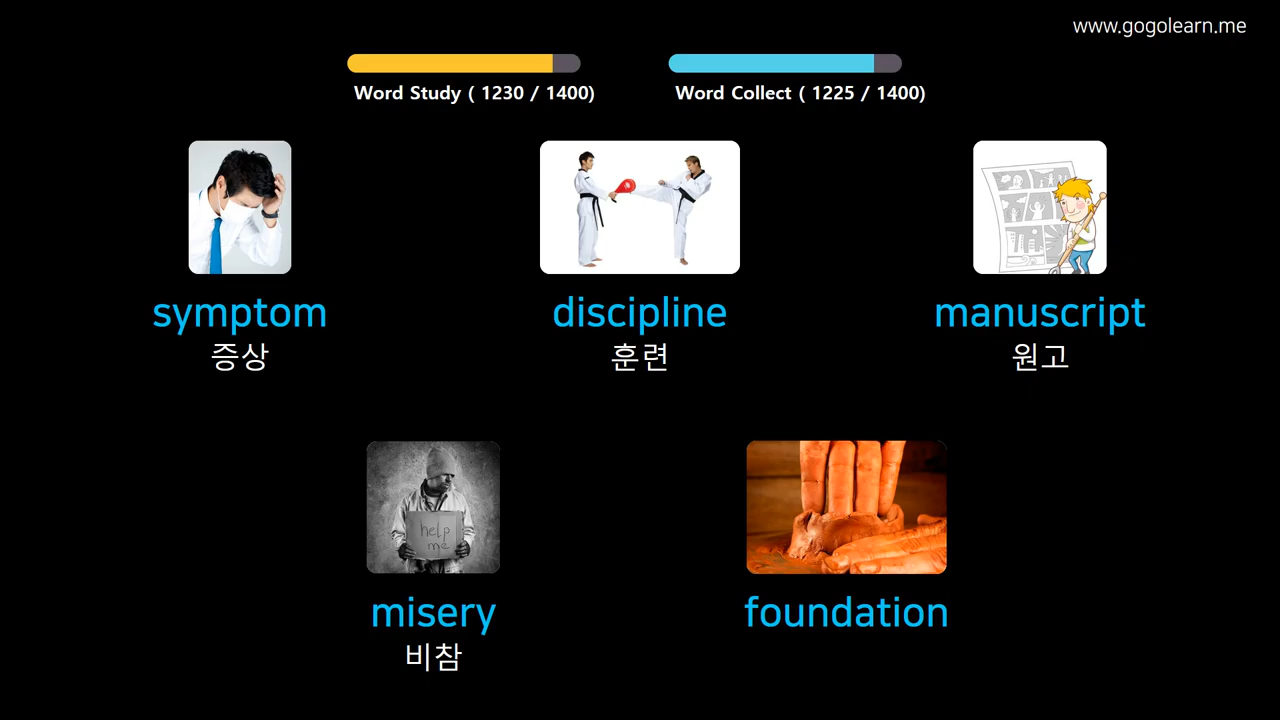 www.gogolearn.me
Word Study ( 1230 / 1400)
Word Collect ( 1225 / 1400)
symptom
증상
discipline
훈련
manuscript
원고
help
me
misery
비참
foundation